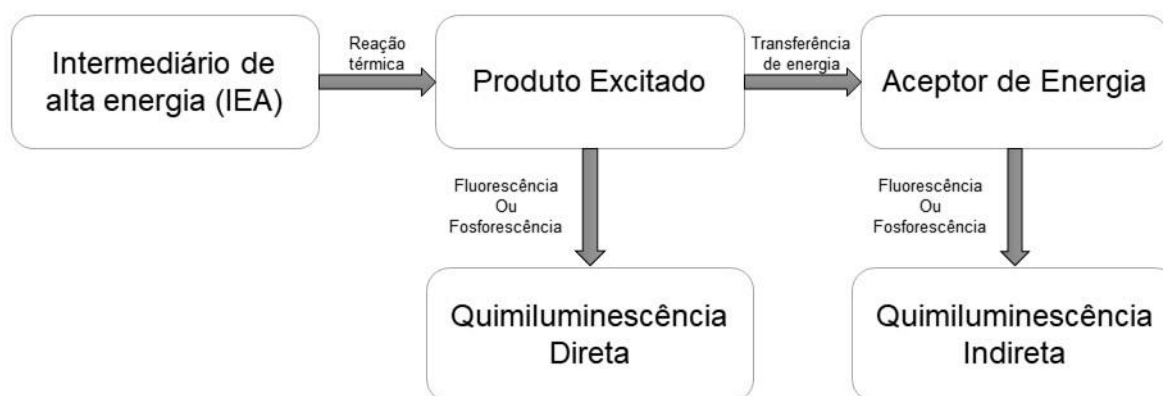 Intermediário de
alta energia (IEA)
Reação
térmica
Produto Excitado
Transferência
de energia
Aceptor de Energia
Fluorescência
Ou
Fosforescência
Fluorescência
Ou
Fosforescência
Quimiluminescência
Direta
Quimiluminescência
Indireta